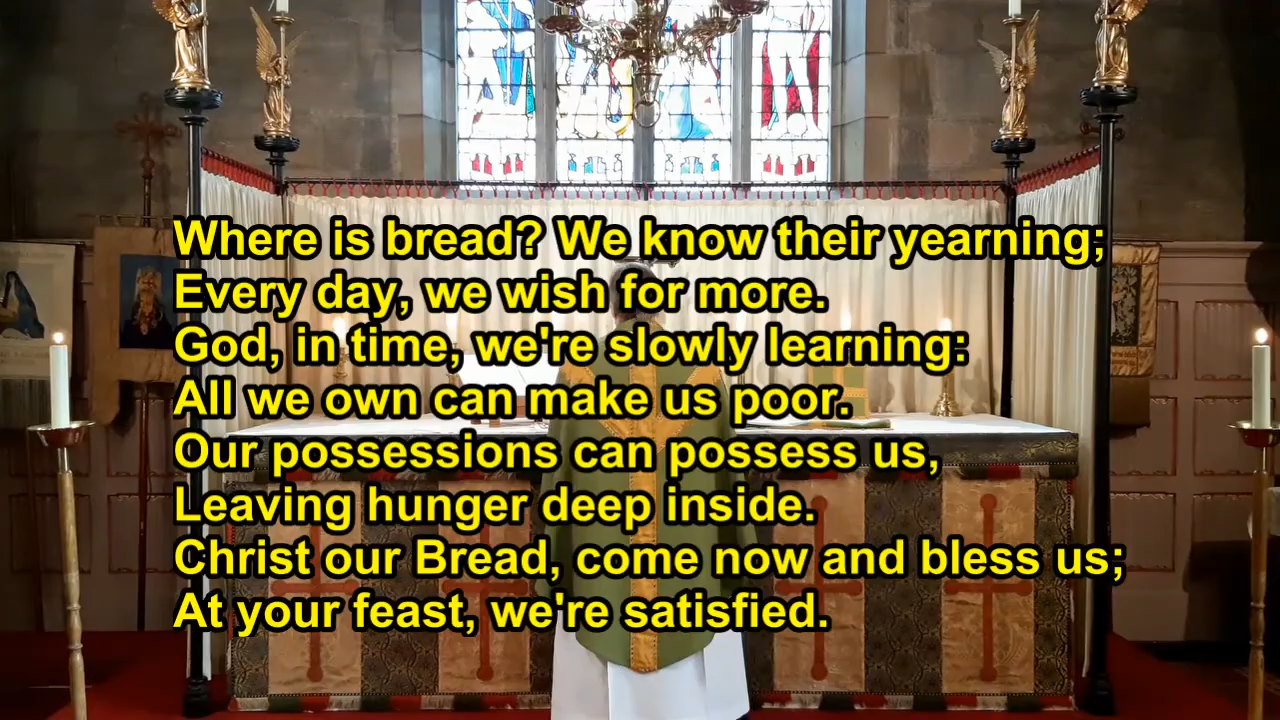 Where is bread? We know their yearning;
Every day, we wish for more.
God, in time, we're slowly learning:
All we own can make us poor.
Our possessions can possess us,
Leaving hunger deep inside.
Christ our Bread, come now and bless us;
At your feast, we're satisfied.